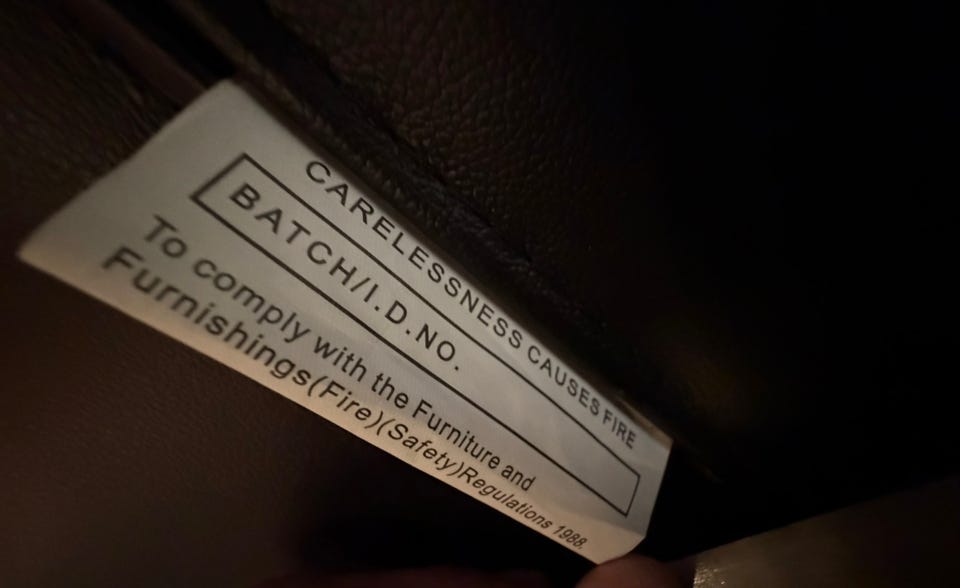 CARELESSNESS CAUSES FIRE
BATCH/I.D.NO.
To comply with the Furniture and
Furnishings(Fire)(Safety)Regulations 1988.